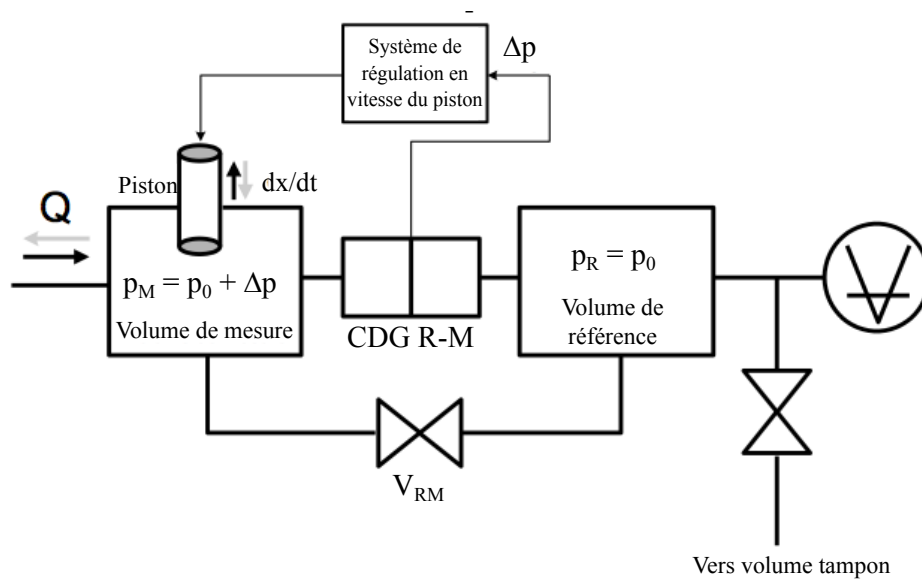 Système de
régulation en
vitesse du piston
Δp
Piston
dx/dt
Q
p_M = p_0 + Δp
Volume de mesure
CDG R-M
p_R = p_0
Volume de
référence
V_RM
Vers volume tampon